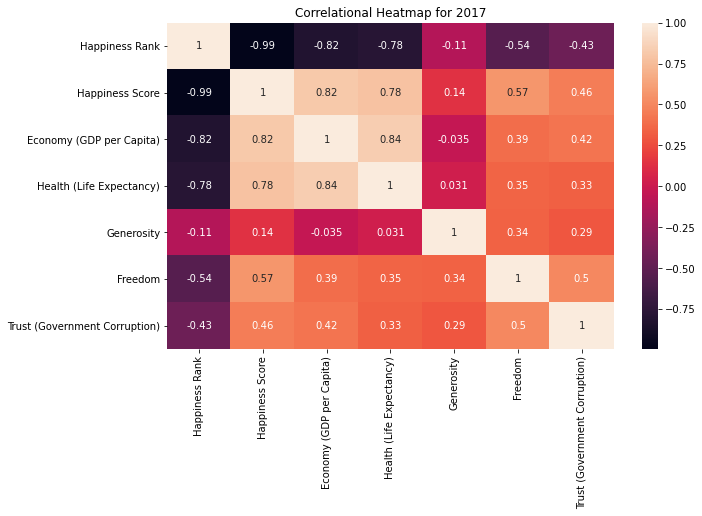 Correlational Heatmap for 2017
Happiness Rank 1 -0.99 -0.82 -0.78 -0.11 -0.54 -0.43
Happiness Score -0.99 1 0.82 0.78 0.14 0.57 0.46
Economy (GDP per Capita) -0.82 0.82 1 0.84 -0.035 0.39 0.42
Health (Life Expectancy) -0.78 0.78 0.84 1 0.031 0.35 0.33
Generosity -0.11 0.14 -0.035 0.031 1 0.34 0.29
Freedom -0.54 0.57 0.39 0.35 0.34 1 0.5
Trust (Government Corruption) -0.43 0.46 0.42 0.33 0.29 0.5 1
Happiness Rank
Happiness Score
Economy (GDP per Capita)
Health (Life Expectancy)
Generosity
Freedom
Trust (Government Corruption)
1.00
0.75
0.50
0.25
0.00
-0.25
-0.50
-0.75